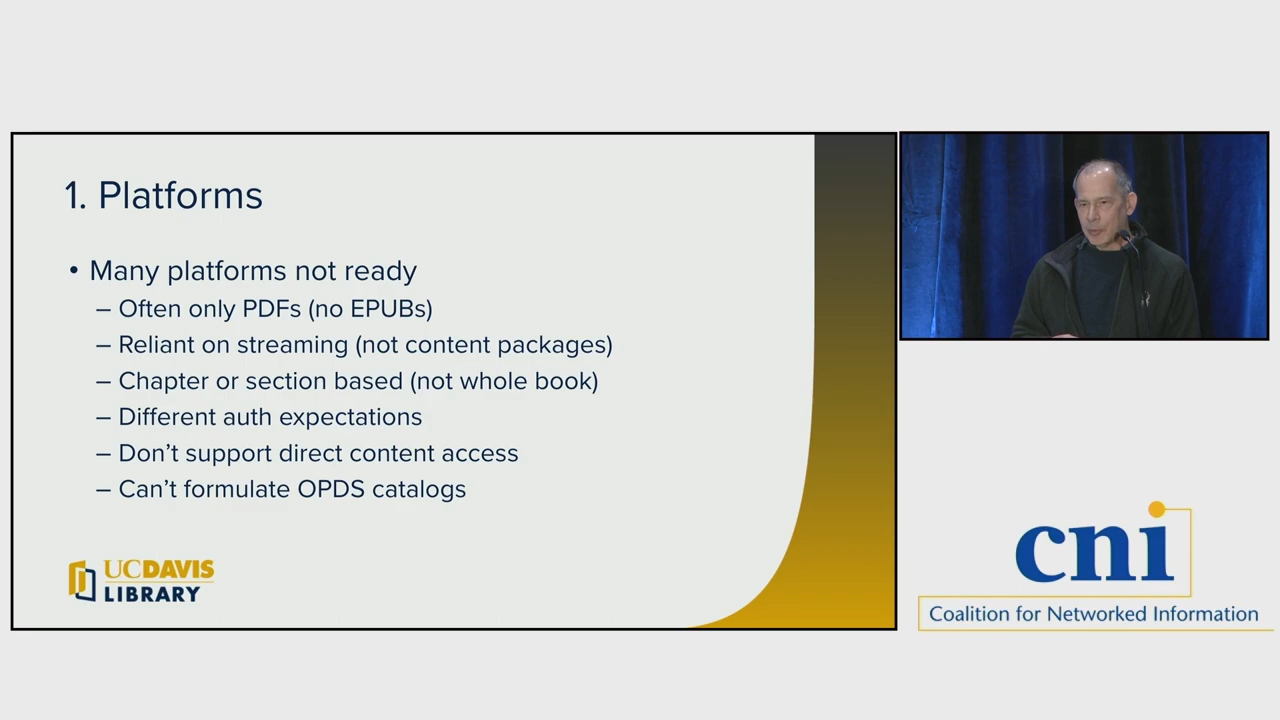 1. Platforms
• Many platforms not ready
– Often only PDFs (no EPUBs)
– Reliant on streaming (not content packages)
– Chapter or section based (not whole book)
– Different auth expectations
– Don’t support direct content access
– Can’t formulate OPDS catalogs
UCDAVIS
LIBRARY
cni
Coalition for Networked Information